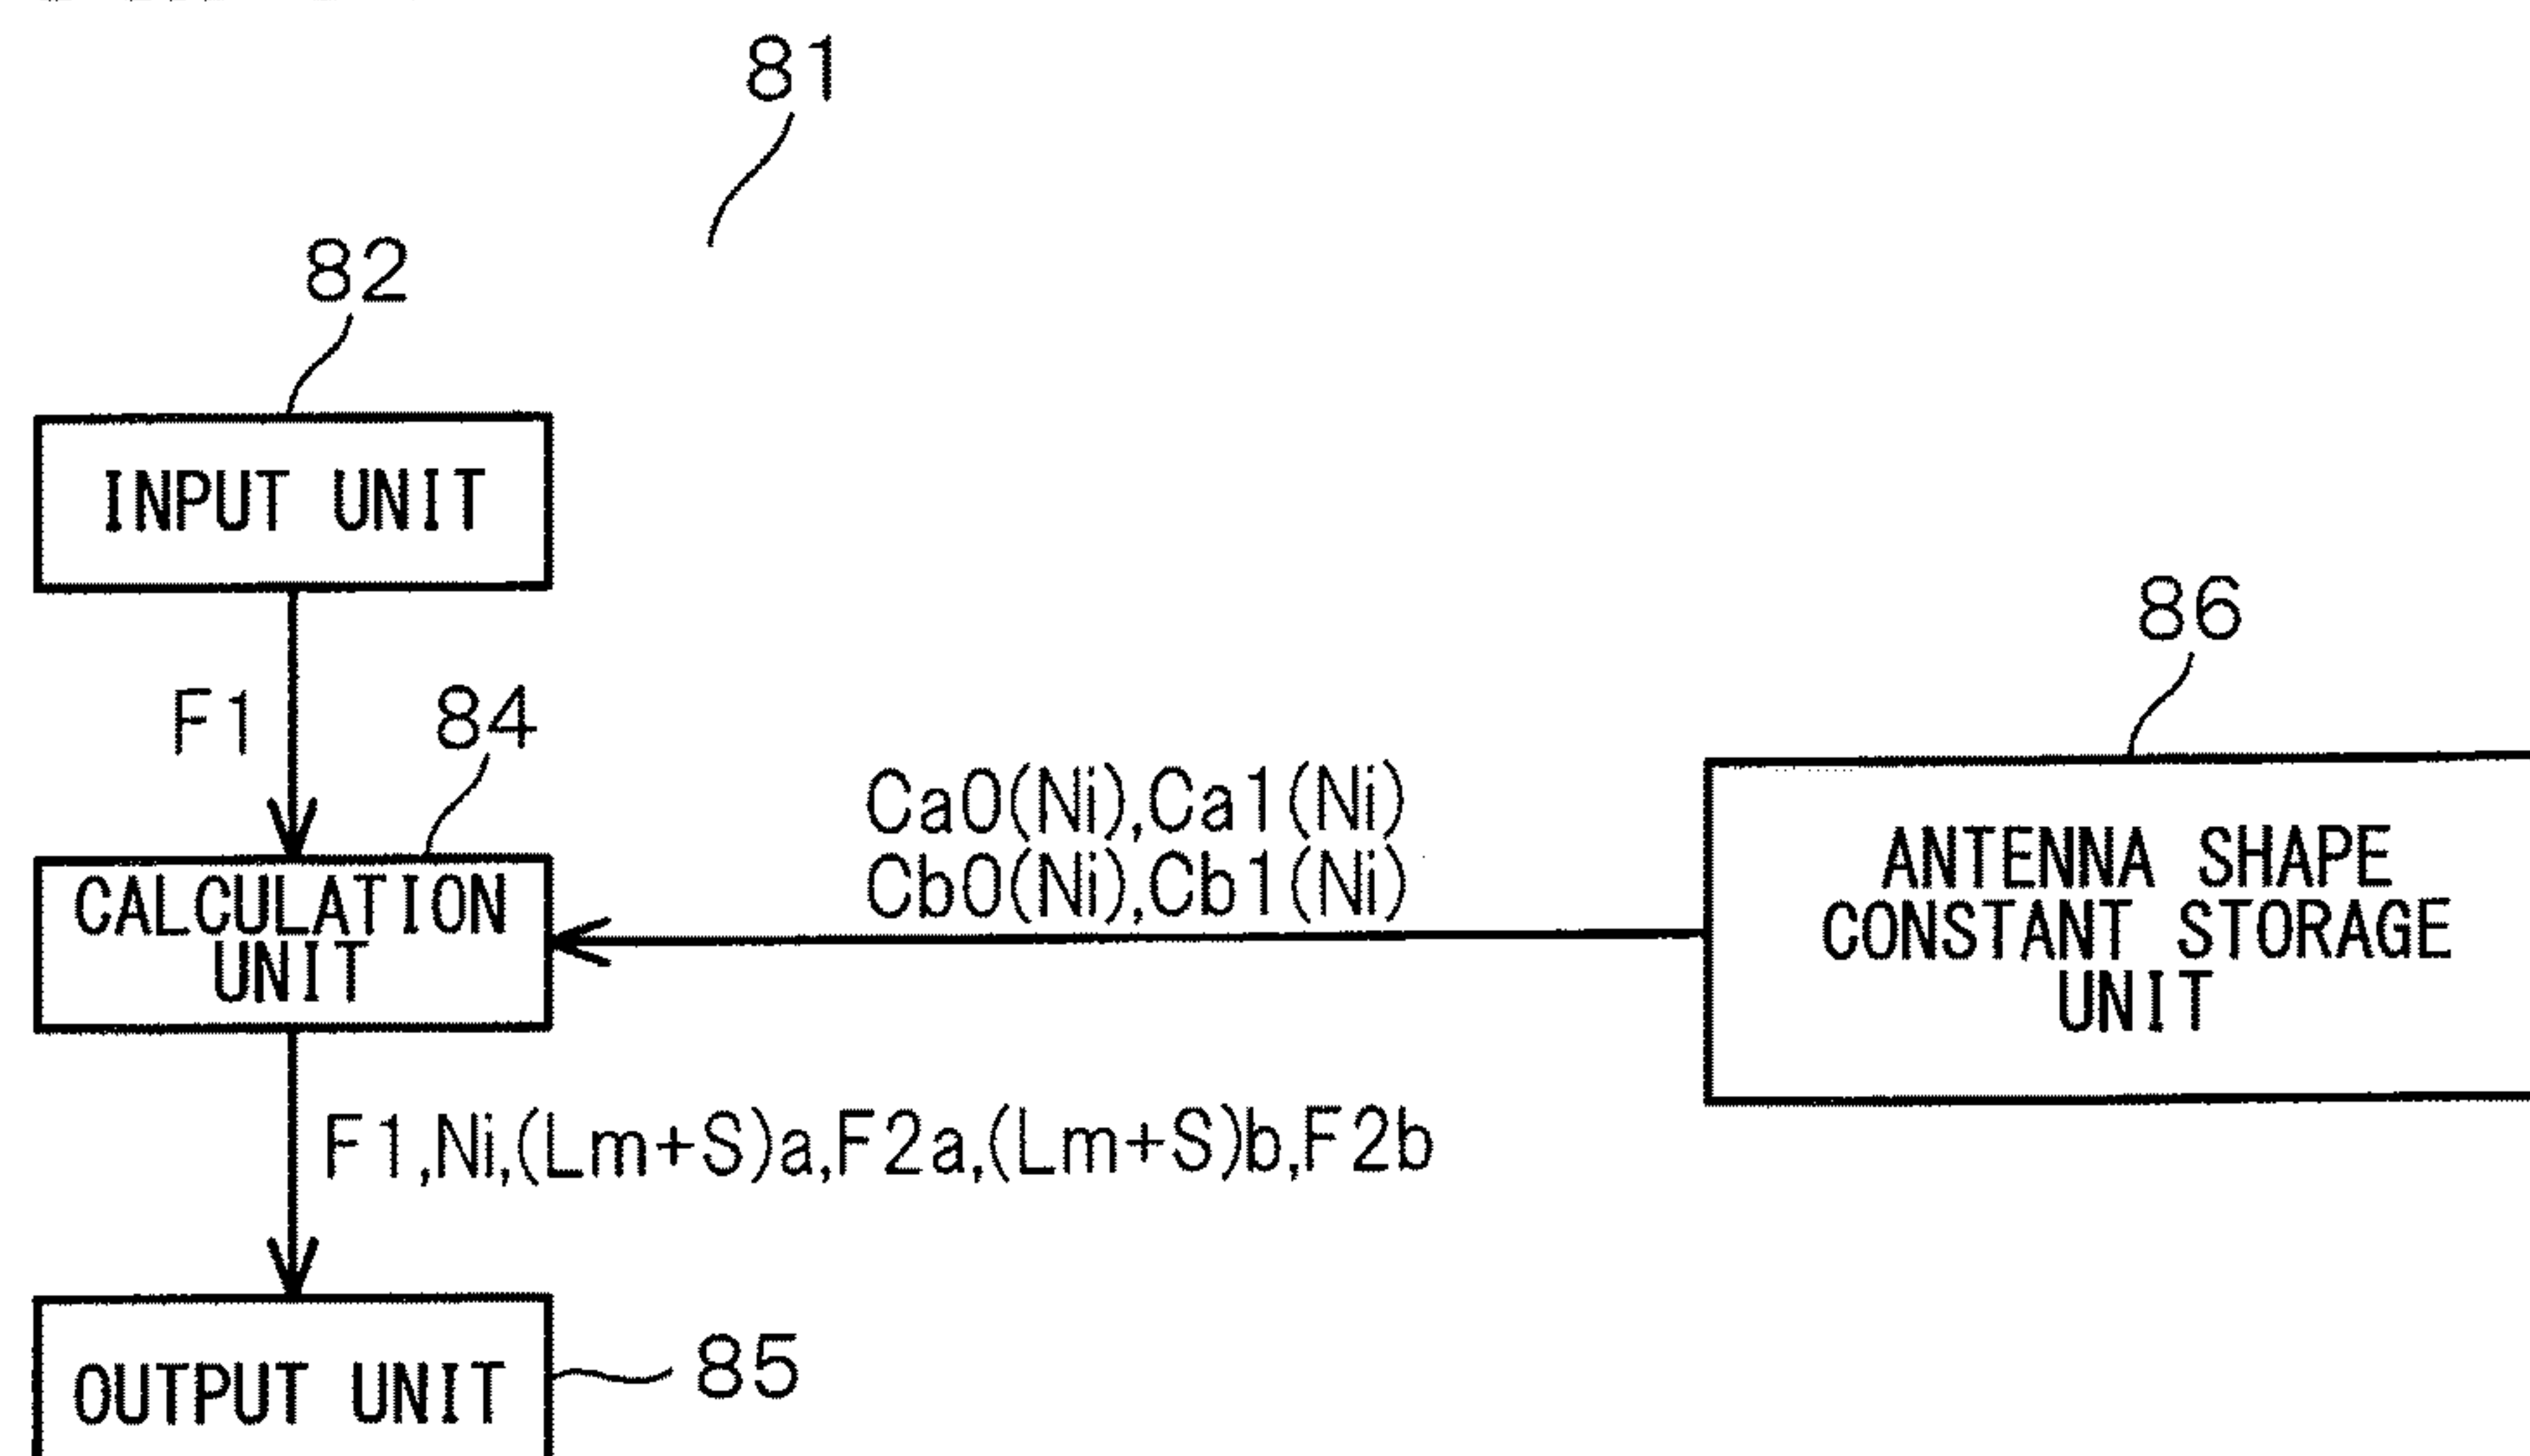 81
82
INPUT UNIT
86
F1
84
Ca0(Ni),Ca1(Ni)
Cb0(Ni),Cb1(Ni)
ANTENNA SHAPE
CONSTANT STORAGE
UNIT
CALCULATION
UNIT
F1,Ni,(Lm+S)a,F2a,(Lm+S)b,F2b
OUTPUT UNIT
85